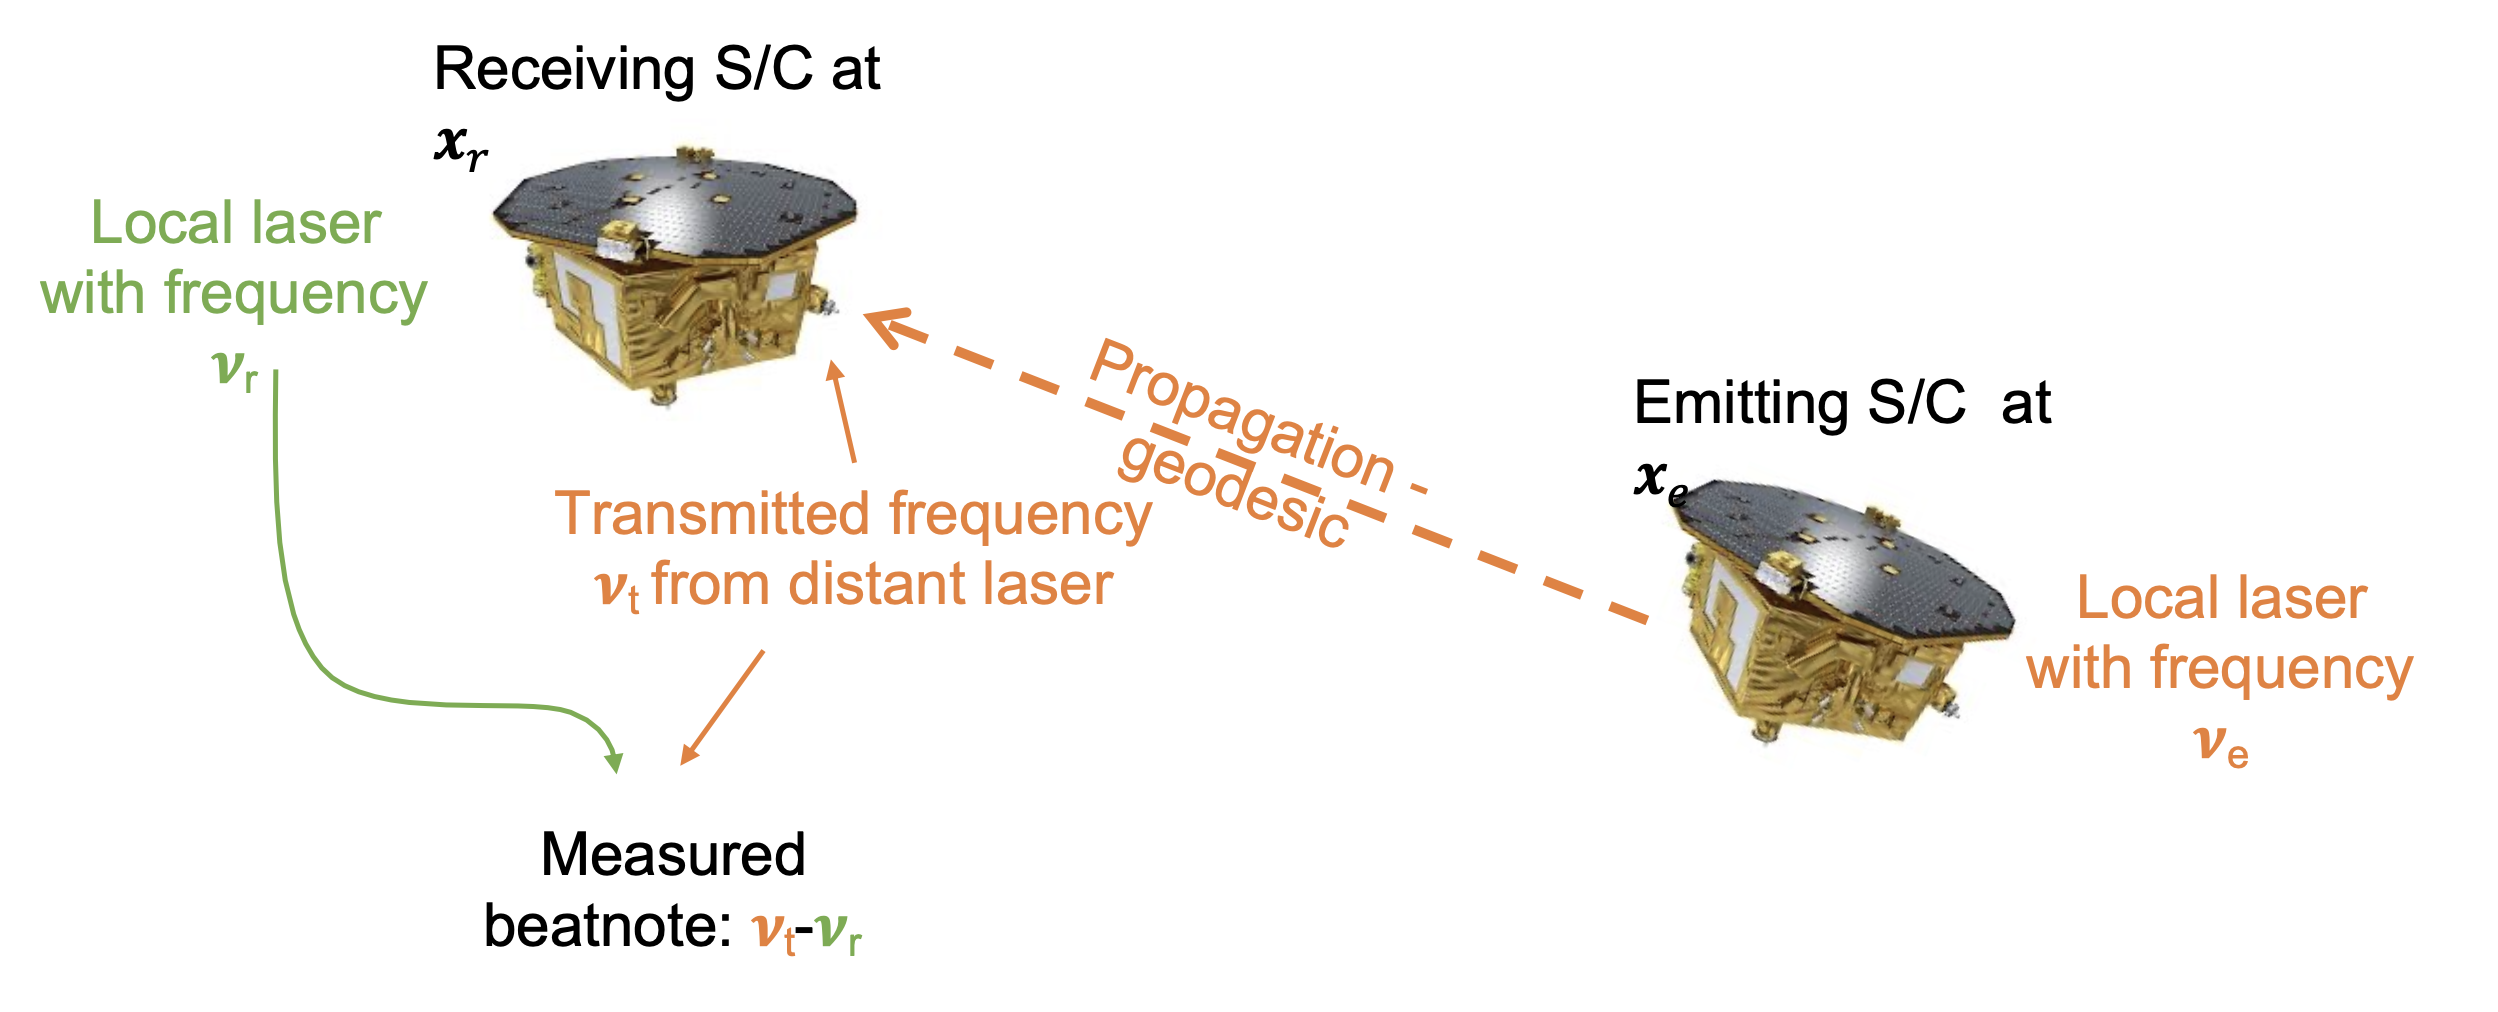 Receiving S/C at
𝒙ᵣ
Local laser
with frequency
𝝂r
Propagation -
geodesic
Emitting S/C at
𝒙ₑ
Transmitted frequency
𝝂t from distant laser
Local laser
with frequency
𝝂e
Measured
beatnote: 𝝂t-𝝂r